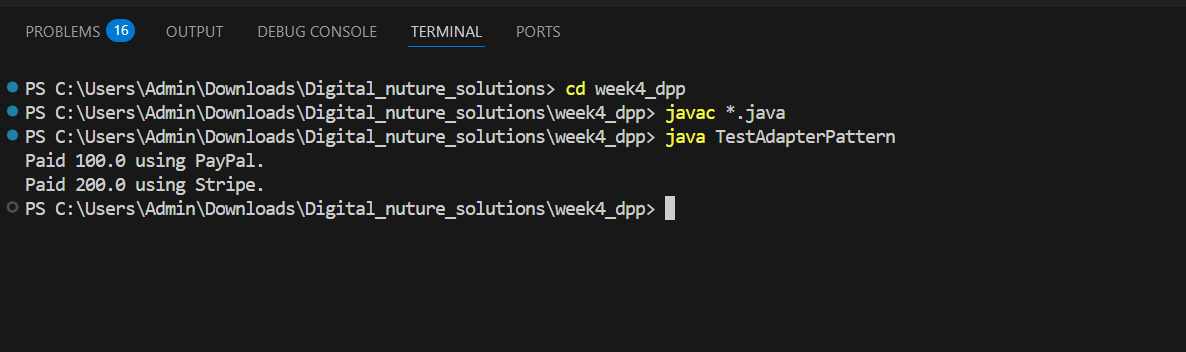 PROBLEMS 16 OUTPUT DEBUG CONSOLE TERMINAL PORTS
PS C:\Users\Admin\Downloads\Digital_nuture_solutions> cd week4_dpp
PS C:\Users\Admin\Downloads\Digital_nuture_solutions\week4_dpp> javac *.java
PS C:\Users\Admin\Downloads\Digital_nuture_solutions\week4_dpp> java TestAdapterPattern
Paid 100.0 using PayPal.
Paid 200.0 using Stripe.
PS C:\Users\Admin\Downloads\Digital_nuture_solutions\week4_dpp>